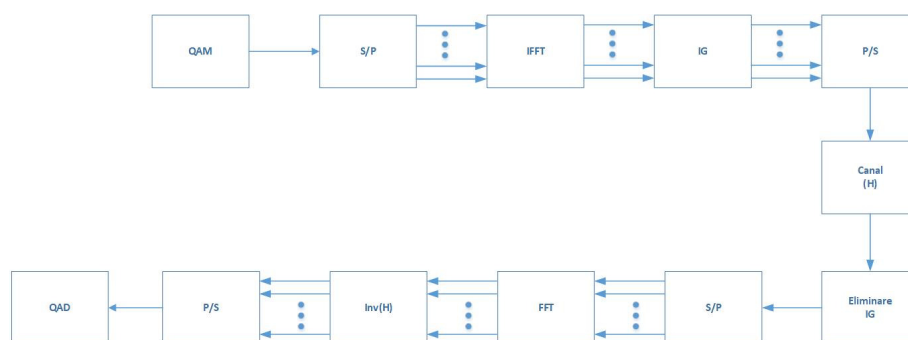 QAM
S/P
IFFT
IG
P/S
Canal
(H)
QAD
P/S
Inv(H)
FFT
S/P
Eliminare
IG